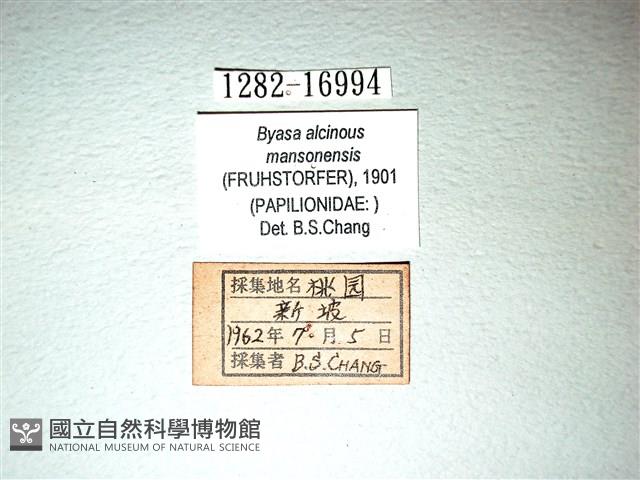 1282-16994
Byasa alcinous
mansonensis
(FRUHSTORFER), 1901
(PAPILIONIDAE: )
Det. B.S.Chang
採集地名 桃园
新坡
1962年 7月 5日
採集者 B.S.CHANG
國立自然科學博物館
NATIONAL MUSEUM OF NATURAL SCIENCE